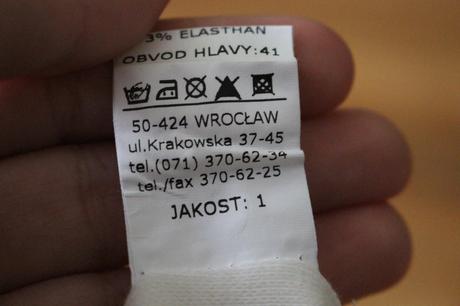 3% ELASTHAN
OBVOD HLAVY:41
50-424 WROCŁAW
ul.Krakowska 37-45
tel.(071) 370-62-34
tel./fax 370-62-25
JAKOST: 1